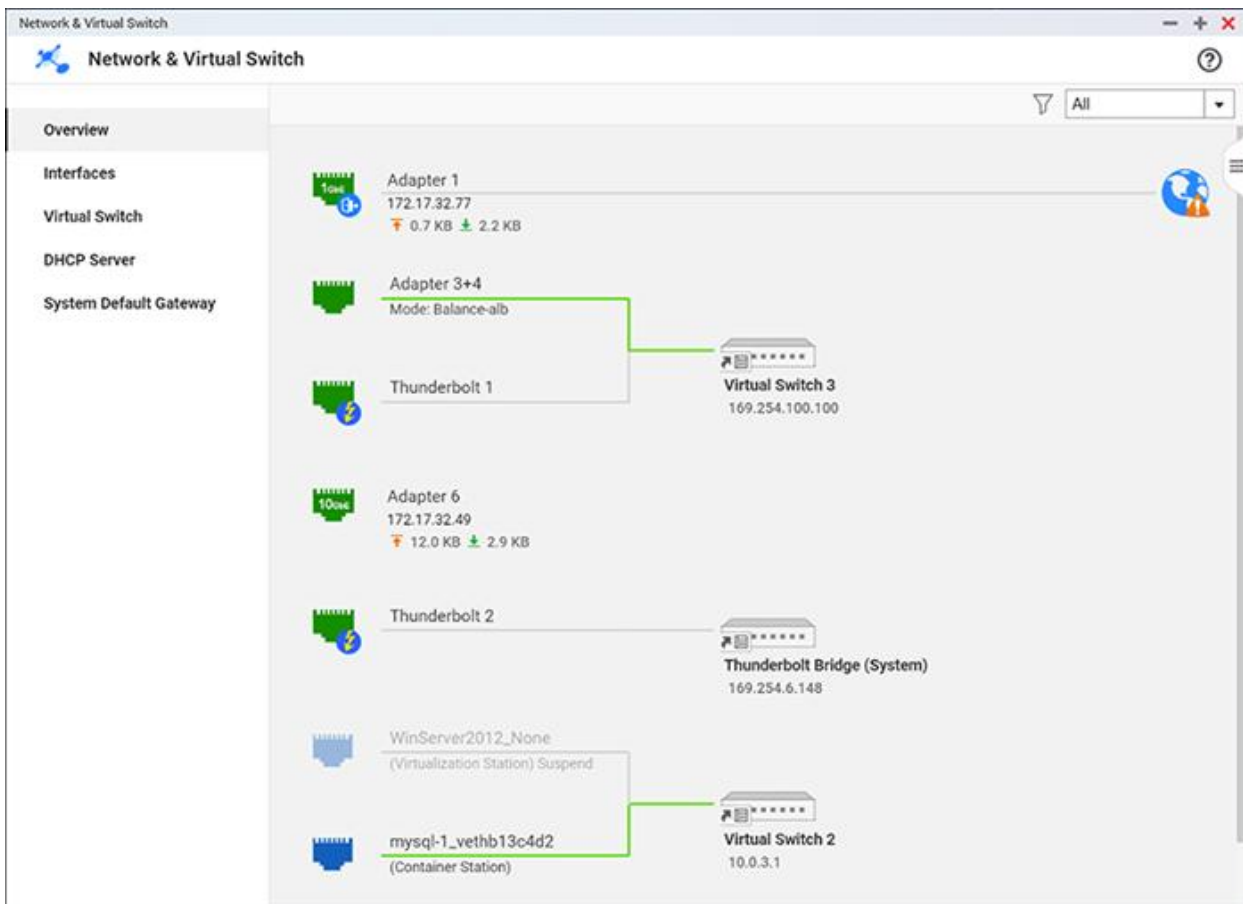 Network & Virtual Switch
Network & Virtual Switch
All
Overview
Interfaces
Virtual Switch
DHCP Server
System Default Gateway
1GbE
Adapter 1
172.17.32.77
0.7 KB 2.2 KB
Adapter 3+4
Mode: Balance-alb
Thunderbolt 1
Virtual Switch 3
169.254.100.100
10GbE
Adapter 6
172.17.32.49
12.0 KB 2.9 KB
Thunderbolt 2
Thunderbolt Bridge (System)
169.254.6.148
WinServer2012_None
(Virtualization Station) Suspend
mysql-1_vethb13c4d2
(Container Station)
Virtual Switch 2
10.0.3.1